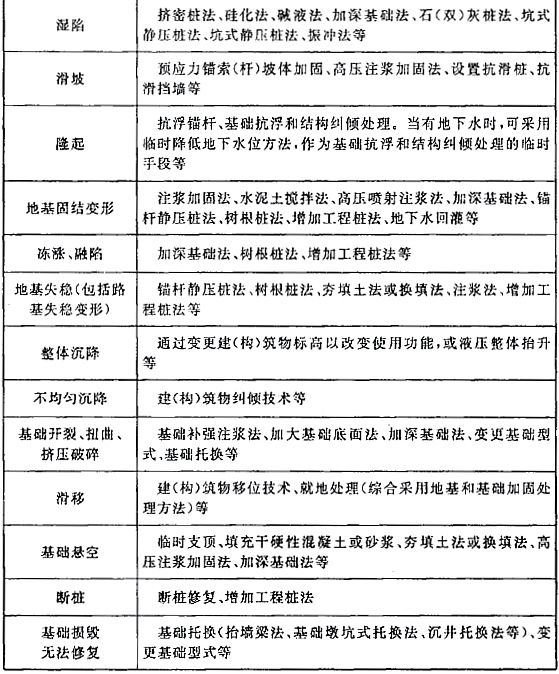 湿陷
挤密桩法、硅化法、碱液法、加深基础法、石(双)灰桩法、坑式
静压桩法、坑式静压桩法、振冲法等
滑坡
预应力锚索(杆)坡体加固、高压注浆加固法、设置抗滑桩、抗
滑挡墙等
隆起
抗浮锚杆、基础抗浮和结构纠倾处理。当有地下水时,可采用
临时降低地下水位方法,作为基础抗浮和结构纠倾处理的临时
手段等
地基固结变形
注浆加固法、水泥土搅拌法、高压喷射注浆法、加深基础法、锚
杆静压桩法、树根桩法、增加工程桩法、地下水回灌等
冻涨、融陷
加深基础法、树根桩法、增加工程桩法等
地基失稳(包括路
基失稳变形)
锚杆静压桩法、树根桩法、夯填土法或换填法、注浆法、增加工
程桩法等
整体沉降
通过变更建(构)筑物标高以改变使用功能,或液压整体抬升
等
不均匀沉降
建(构)筑物纠倾技术等
基础开裂、扭曲、
挤压破碎
基础补强注浆法、加大基础底面法、加深基础法、变更基础型
式、基础托换等
滑移
建(构)筑物移位技术、就地处理(综合采用地基和基础加固处
理方法)等
基础悬空
临时支顶、填充干硬性混凝土或砂浆、夯填土法或换填法、高
压注浆加固法、加深基础法等
断桩
断桩修复、增加工程桩法
基础损毁
无法修复
基础托换(抬墙梁法、基础墩坑式托换法、沉井托换法等)、变
更基础型式等